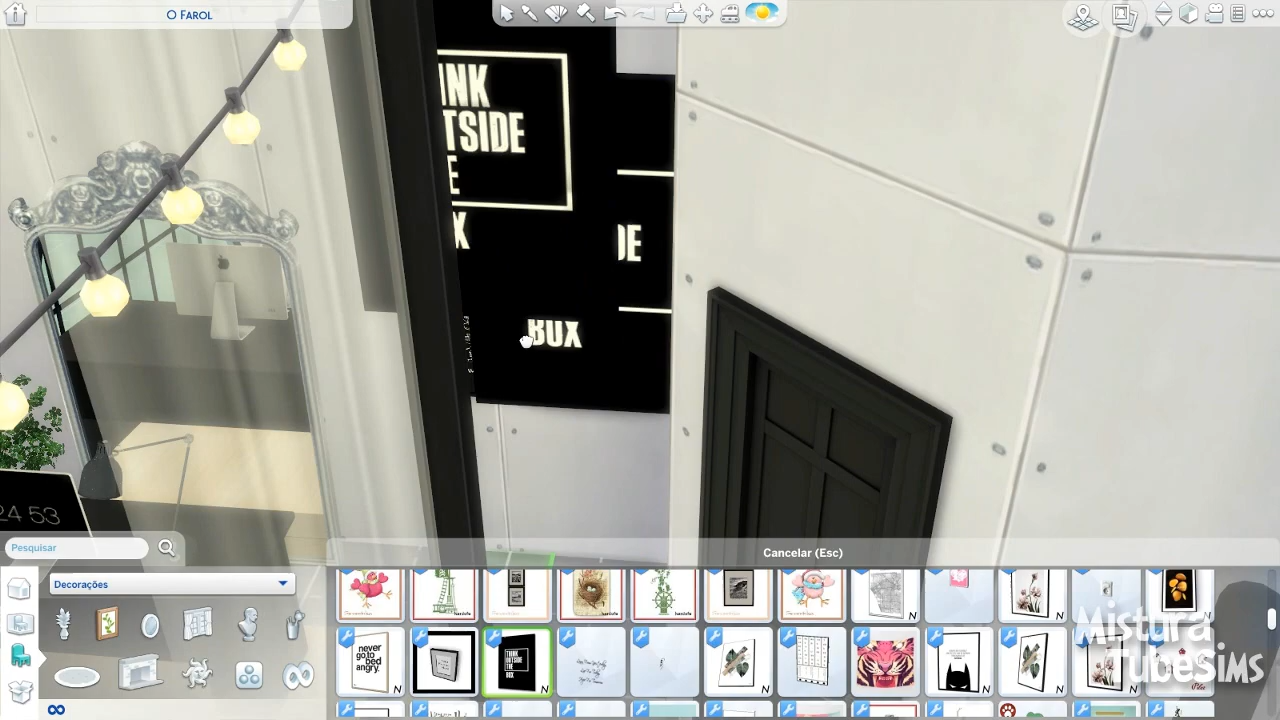 O FAROL
INK
TSIDE
E
X
DE
BOX
24 53
Pesquisar
Cancelar (Esc)
Decorações
never
go to
bed
angry.
N
THINK
OUTSIDE
THE
BOX
N
N
N
N
N
N
N
Mistura
TubeSims